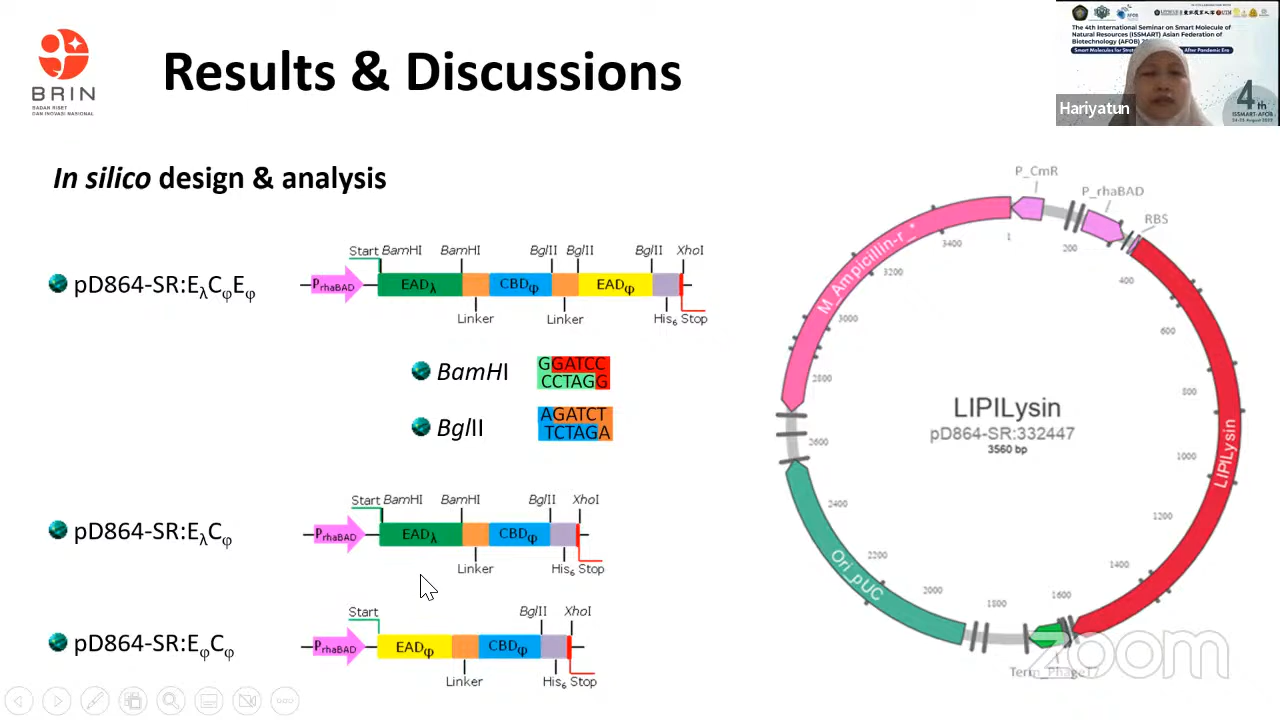 BRIN
BADAN RISET
DAN INOVASI NASIONAL
Results & Discussions
The 4th International Seminar on Smart Molecule of
Natural Resources (ISSMART) Asian Federation of
Biotechnology (AFOB)
Smart Molecules for
After Pandemic Era
Hariyatun
4th
ISSMART-AFOB
In silico design & analysis
pD864-SR:EλCφEφ
Start BamHI BamHI BglII BglII BglII XhoI
PrhaBAD EADλ CBDφ EADφ
Linker Linker His6 Stop
BamHI
GGATCC
CCTAGG
BglII
AGATCT
TCTAGA
pD864-SR:EλCφ
Start BamHI BamHI BglII XhoI
PrhaBAD EADλ CBDφ
Linker His6 Stop
pD864-SR:EφCφ
Start BglII XhoI
PrhaBAD EADφ CBDφ
Linker His6 Stop
P_CmR
P_rhaBAD
RBS
M_Ampicillin-r_*
LIPILysin
Ori_pUC
Term_PhageT7
LIPILysin
pD864-SR:332447
3560 bp
1
200
400
600
800
1000
1200
1400
1600
1800
2000
2200
2400
2600
2800
3000
3200
3400
zoom